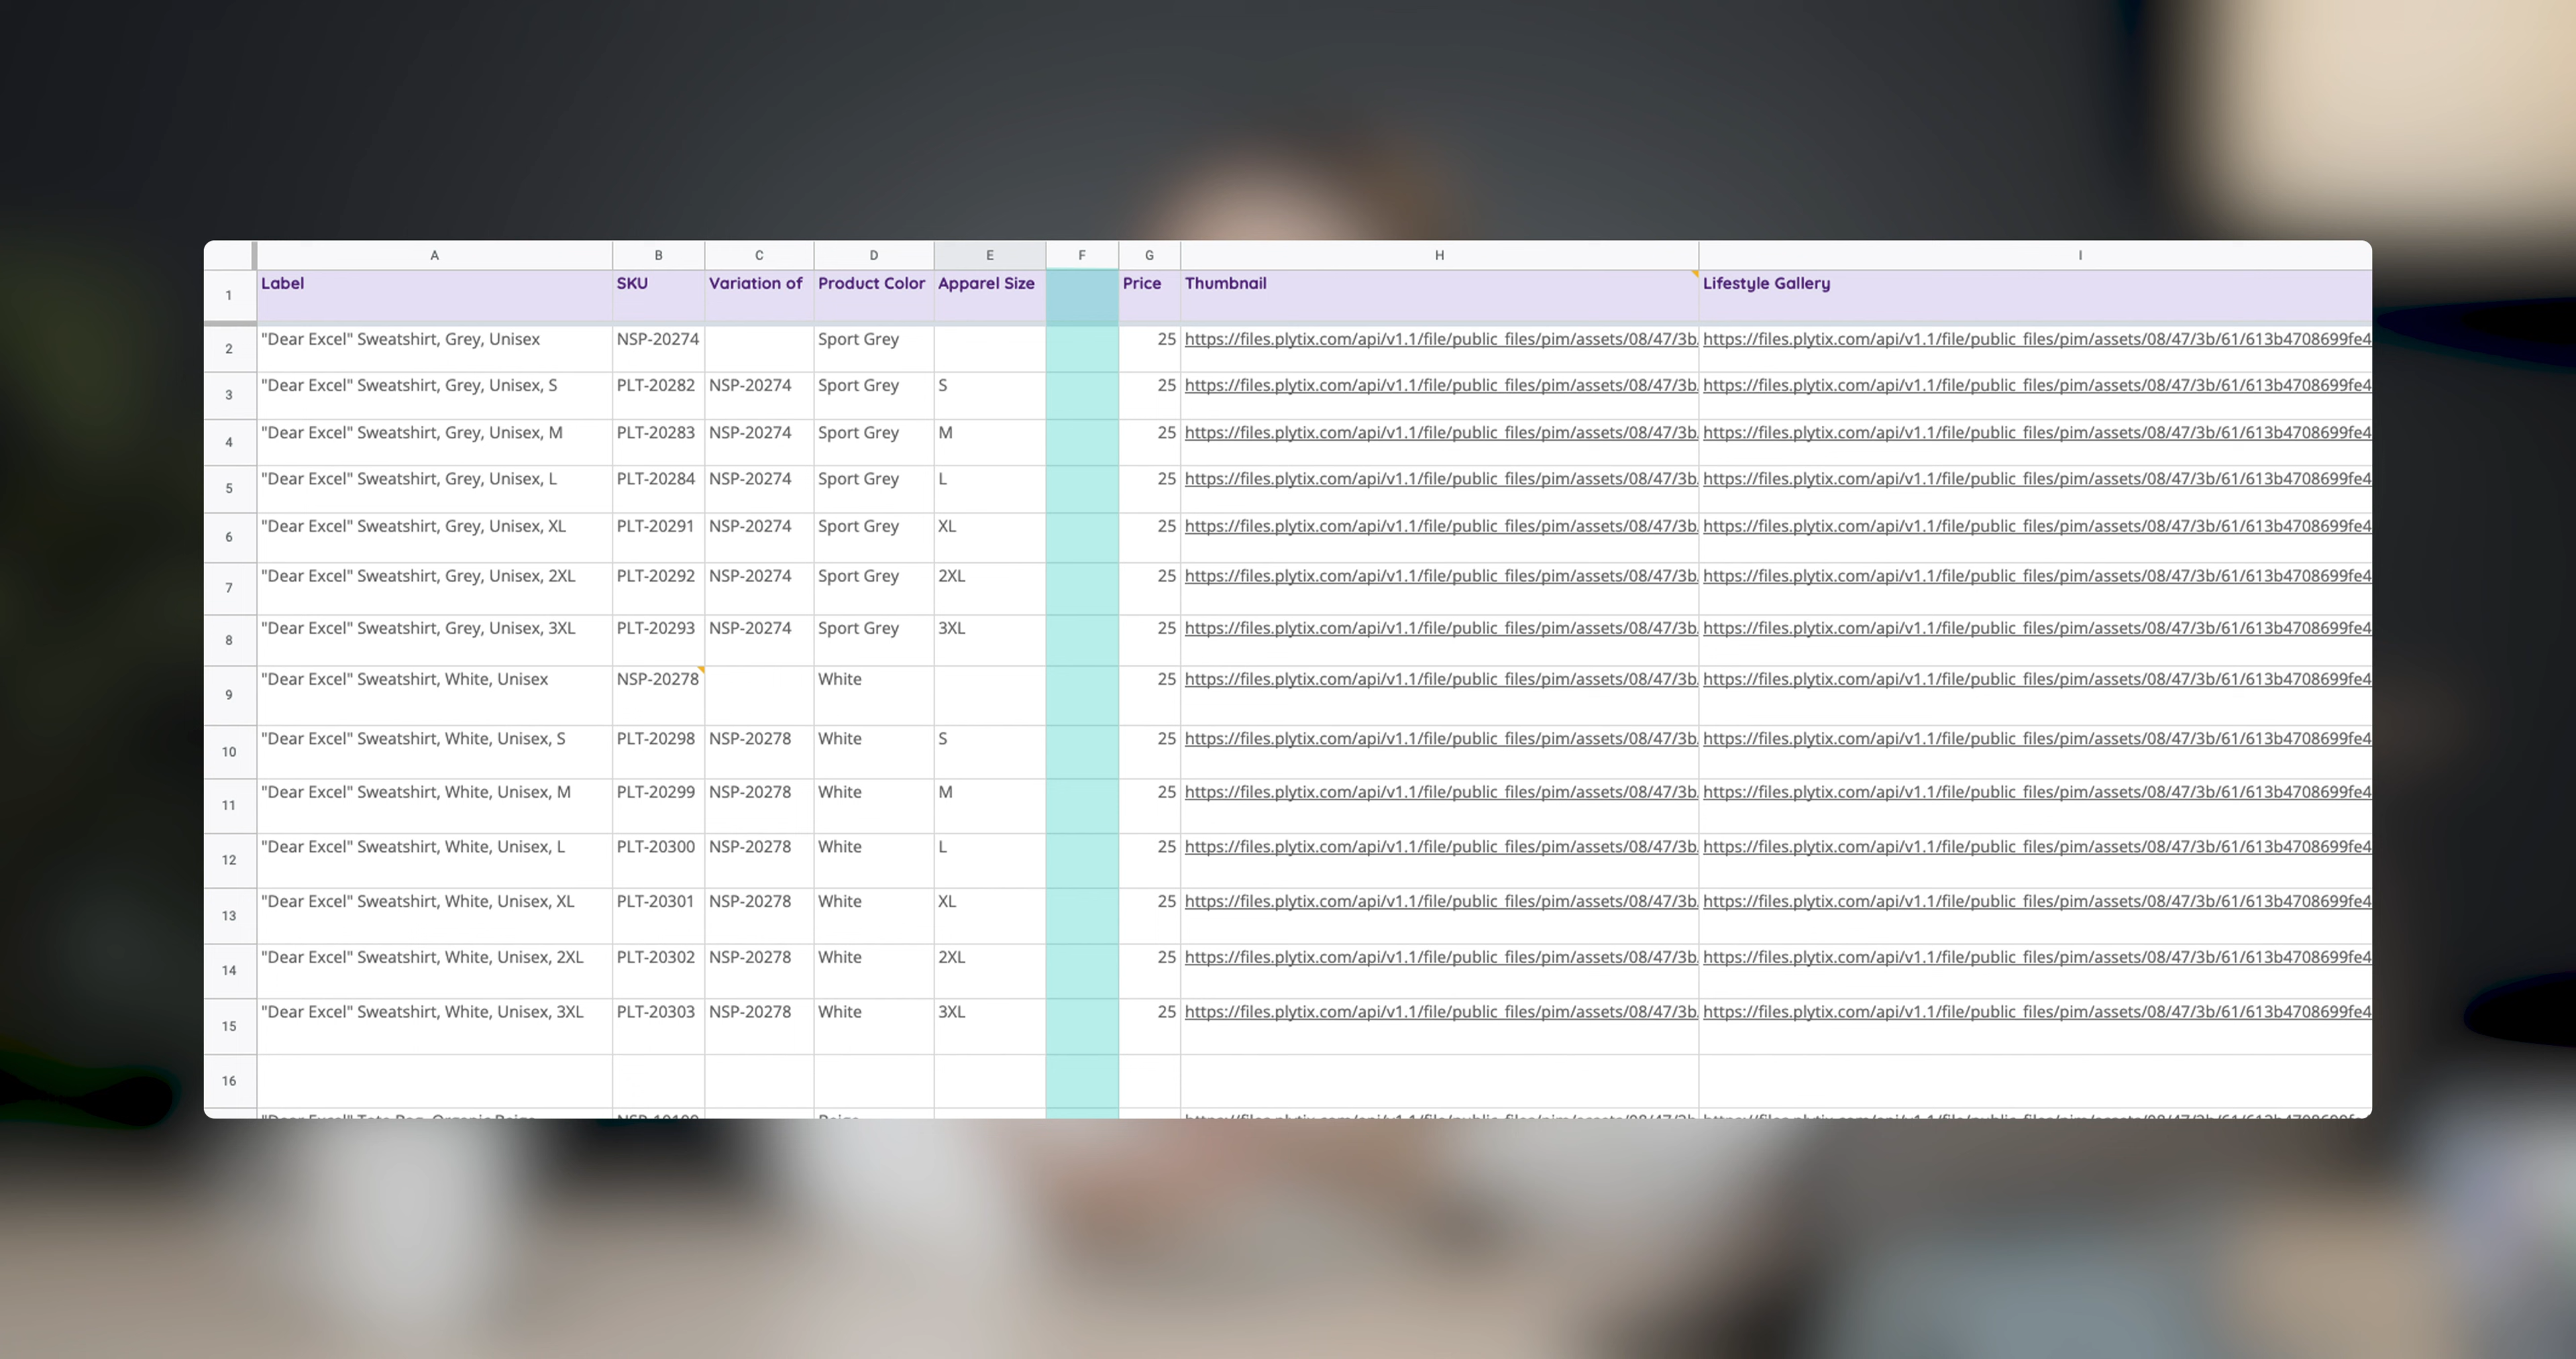 A B C D E F G H I
1 Label SKU Variation of Product Color Apparel Size Price Thumbnail Lifestyle Gallery
2 "Dear Excel" Sweatshirt, Grey, Unisex NSP-20274 Sport Grey 25 https://files.plytix.com/api/v1.1/file/public_files/pim/assets/08/47/3b. https://files.plytix.com/api/v1.1/file/public_files/pim/assets/08/47/3b/61/613b4708699fe4
3 "Dear Excel" Sweatshirt, Grey, Unisex, S PLT-20282 NSP-20274 Sport Grey S 25 https://files.plytix.com/api/v1.1/file/public_files/pim/assets/08/47/3b. https://files.plytix.com/api/v1.1/file/public_files/pim/assets/08/47/3b/61/613b4708699fe4
4 "Dear Excel" Sweatshirt, Grey, Unisex, M PLT-20283 NSP-20274 Sport Grey M 25 https://files.plytix.com/api/v1.1/file/public_files/pim/assets/08/47/3b. https://files.plytix.com/api/v1.1/file/public_files/pim/assets/08/47/3b/61/613b4708699fe4
5 "Dear Excel" Sweatshirt, Grey, Unisex, L PLT-20284 NSP-20274 Sport Grey L 25 https://files.plytix.com/api/v1.1/file/public_files/pim/assets/08/47/3b. https://files.plytix.com/api/v1.1/file/public_files/pim/assets/08/47/3b/61/613b4708699fe4
6 "Dear Excel" Sweatshirt, Grey, Unisex, XL PLT-20291 NSP-20274 Sport Grey XL 25 https://files.plytix.com/api/v1.1/file/public_files/pim/assets/08/47/3b. https://files.plytix.com/api/v1.1/file/public_files/pim/assets/08/47/3b/61/613b4708699fe4
7 "Dear Excel" Sweatshirt, Grey, Unisex, 2XL PLT-20292 NSP-20274 Sport Grey 2XL 25 https://files.plytix.com/api/v1.1/file/public_files/pim/assets/08/47/3b. https://files.plytix.com/api/v1.1/file/public_files/pim/assets/08/47/3b/61/613b4708699fe4
8 "Dear Excel" Sweatshirt, Grey, Unisex, 3XL PLT-20293 NSP-20274 Sport Grey 3XL 25 https://files.plytix.com/api/v1.1/file/public_files/pim/assets/08/47/3b. https://files.plytix.com/api/v1.1/file/public_files/pim/assets/08/47/3b/61/613b4708699fe4
9 "Dear Excel" Sweatshirt, White, Unisex NSP-20278 White 25 https://files.plytix.com/api/v1.1/file/public_files/pim/assets/08/47/3b. https://files.plytix.com/api/v1.1/file/public_files/pim/assets/08/47/3b/61/613b4708699fe4
10 "Dear Excel" Sweatshirt, White, Unisex, S PLT-20298 NSP-20278 White S 25 https://files.plytix.com/api/v1.1/file/public_files/pim/assets/08/47/3b. https://files.plytix.com/api/v1.1/file/public_files/pim/assets/08/47/3b/61/613b4708699fe4
11 "Dear Excel" Sweatshirt, White, Unisex, M PLT-20299 NSP-20278 White M 25 https://files.plytix.com/api/v1.1/file/public_files/pim/assets/08/47/3b. https://files.plytix.com/api/v1.1/file/public_files/pim/assets/08/47/3b/61/613b4708699fe4
12 "Dear Excel" Sweatshirt, White, Unisex, L PLT-20300 NSP-20278 White L 25 https://files.plytix.com/api/v1.1/file/public_files/pim/assets/08/47/3b. https://files.plytix.com/api/v1.1/file/public_files/pim/assets/08/47/3b/61/613b4708699fe4
13 "Dear Excel" Sweatshirt, White, Unisex, XL PLT-20301 NSP-20278 White XL 25 https://files.plytix.com/api/v1.1/file/public_files/pim/assets/08/47/3b. https://files.plytix.com/api/v1.1/file/public_files/pim/assets/08/47/3b/61/613b4708699fe4
14 "Dear Excel" Sweatshirt, White, Unisex, 2XL PLT-20302 NSP-20278 White 2XL 25 https://files.plytix.com/api/v1.1/file/public_files/pim/assets/08/47/3b. https://files.plytix.com/api/v1.1/file/public_files/pim/assets/08/47/3b/61/613b4708699fe4
15 "Dear Excel" Sweatshirt, White, Unisex, 3XL PLT-20303 NSP-20278 White 3XL 25 https://files.plytix.com/api/v1.1/file/public_files/pim/assets/08/47/3b. https://files.plytix.com/api/v1.1/file/public_files/pim/assets/08/47/3b/61/613b4708699fe4
16